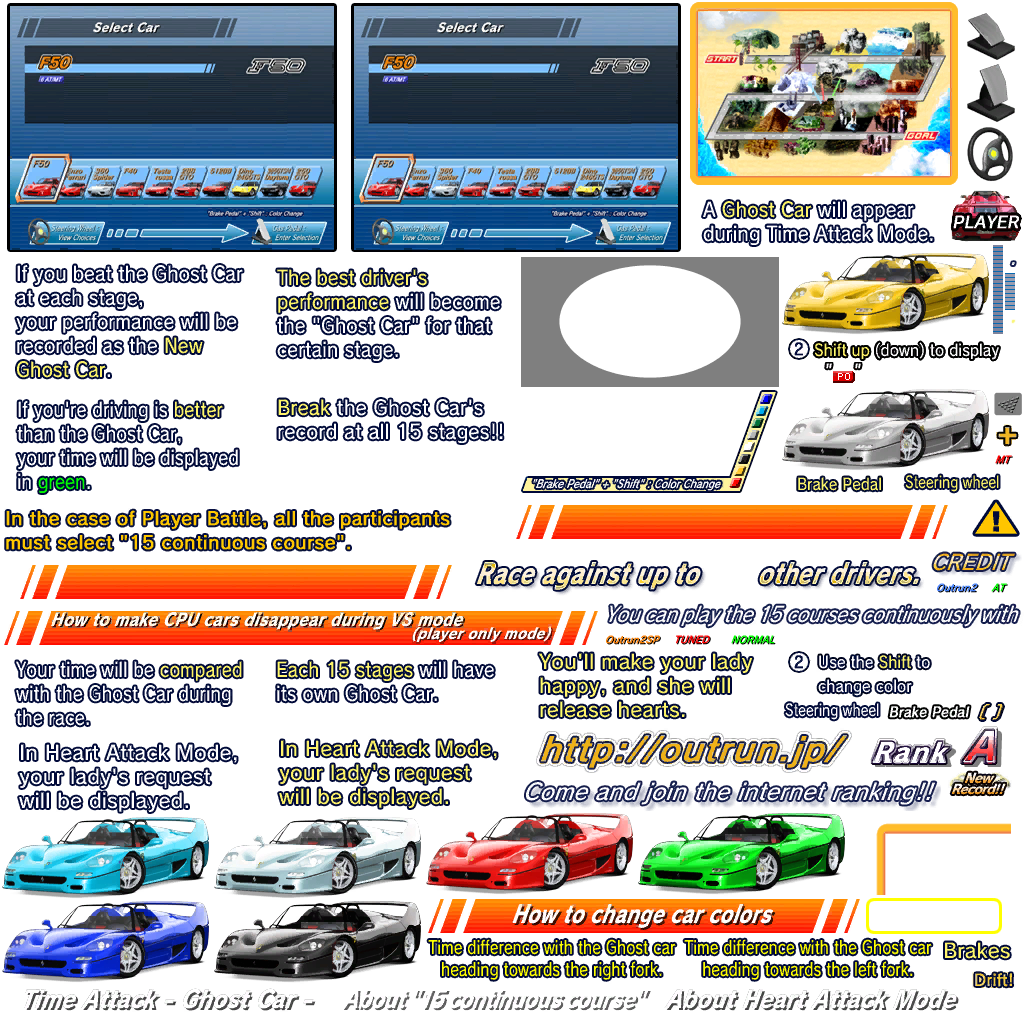 Select Car
F50
6 AT/MT
F50
F50
Enzo Ferrari
360 Spider
F40
Testa rossa
288 GTO
512BB
Dino 246GTS
365GTS/4 Daytona
250 GTO
"Brake Pedal" + "Shift" : Color Change
Steering Wheel
View Choices
Gas Pedal
Enter Selection
Select Car
F50
6 AT/MT
F50
F50
Enzo Ferrari
360 Spider
F40
Testa rossa
288 GTO
512BB
Dino 246GTS
365GTS/4 Daytona
250 GTO
"Brake Pedal" + "Shift" : Color Change
Steering Wheel
View Choices
Gas Pedal
Enter Selection
START
GOAL
A Ghost Car will appear
during Time Attack Mode.
PLAYER
If you beat the Ghost Car
at each stage,
your performance will be
recorded as the New
Ghost Car.
The best driver's
performance will become
the "Ghost Car" for that
certain stage.
② Shift up (down) to display
" PO "
If you're driving is better
than the Ghost Car,
your time will be displayed
in green.
Break the Ghost Car's
record at all 15 stages!!
"Brake Pedal" + "Shift" : Color Change
+
MT
Brake Pedal
Steering wheel
In the case of Player Battle, all the participants
must select "15 continuous course".
!
Race against up to
other drivers.
CREDIT
Outrun2
AT
How to make CPU cars disappear during VS mode
(player only mode)
You can play the 15 courses continuously with
Outrun2SP
TUNED
NORMAL
Your time will be compared
with the Ghost Car during
the race.
Each 15 stages will have
its own Ghost Car.
You'll make your lady
happy, and she will
release hearts.
② Use the Shift to
change color
Steering wheel
Brake Pedal
( )
In Heart Attack Mode,
your lady's request
will be displayed.
In Heart Attack Mode,
your lady's request
will be displayed.
http://outrun.jp/
Rank A
New
Record!!
Come and join the internet ranking!!
How to change car colors
Time difference with the Ghost car
heading towards the right fork.
Time difference with the Ghost car
heading towards the left fork.
Brakes
Drift!
Time Attack - Ghost Car -
About "15 continuous course"
About Heart Attack Mode